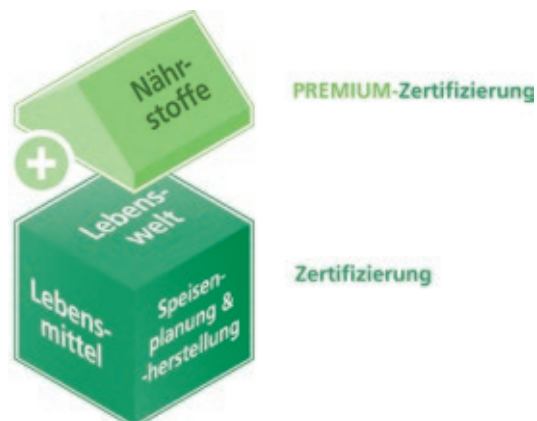 Nähr-
stoffe
PREMIUM-Zertifizierung
+
Lebens-
welt
Lebens-
mittel
Speisen-
planung &
-herstellung
Zertifizierung